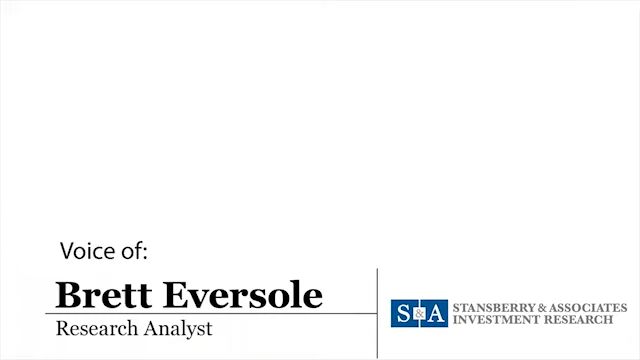 Voice of:
Brett Eversole
Research Analyst
S&A
STANSBERRY & ASSOCIATES
INVESTMENT RESEARCH